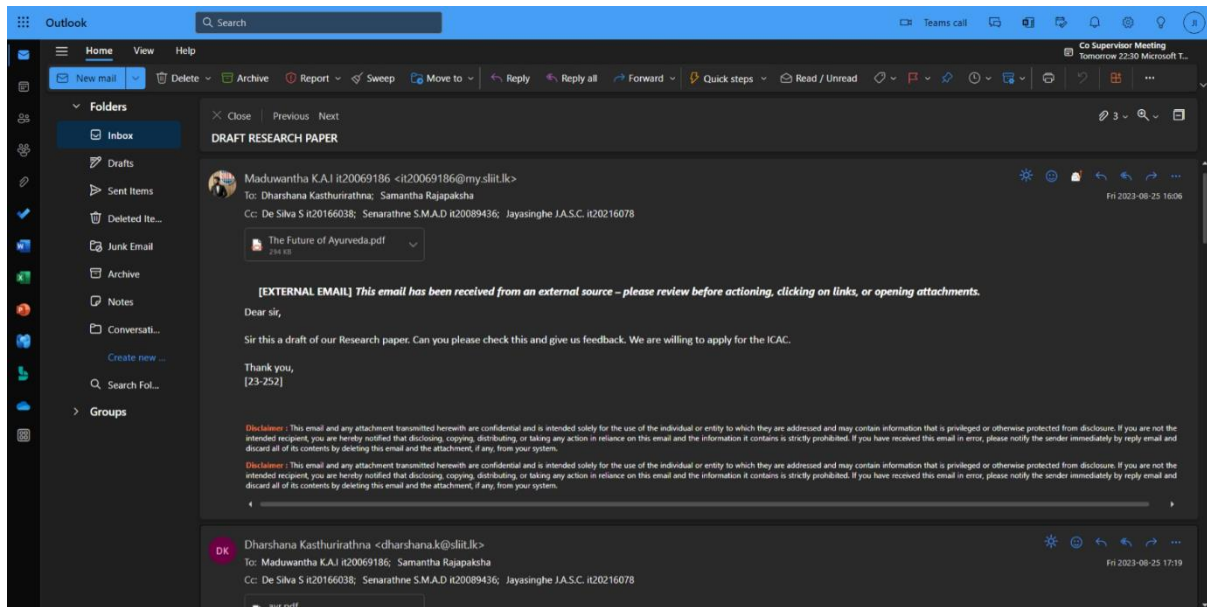 Outlook
Search
Teams call
JI
Home View Help
Co Supervisor Meeting
Tomorrow 22:30 Microsoft T...
New mail Delete Archive Report Sweep Move to Reply Reply all Forward Quick steps Read / Unread ...
Folders
Inbox
Drafts
Sent Items
Deleted Ite...
Junk Email
Archive
Notes
Conversati...
Create new ...
Search Fol...
Groups
Close Previous Next
3
DRAFT RESEARCH PAPER
Maduwantha K.A.I it20069186 <it20069186@my.sliit.lk>
To: Dharshana Kasthurirathna; Samantha Rajapaksha
Fri 2023-08-25 16:06
Cc: De Silva S it20166038; Senarathne S.M.A.D it20089436; Jayasinghe J.A.S.C. it20216078
The Future of Ayurveda.pdf
294 KB
[EXTERNAL EMAIL] This email has been received from an external source – please review before actioning, clicking on links, or opening attachments.
Dear sir,
Sir this a draft of our Research paper. Can you please check this and give us feedback. We are willing to apply for the ICAC.
Thank you,
[23-252]
Disclaimer : This email and any attachment transmitted herewith are confidential and is intended solely for the use of the individual or entity to which they are addressed and may contain information that is privileged or otherwise protected from disclosure. If you are not the
intended recipient, you are hereby notified that disclosing, copying, distributing, or taking any action in reliance on this email and the information it contains is strictly prohibited. If you have received this email in error, please notify the sender immediately by reply email and
discard all of its contents by deleting this email and the attachment, if any, from your system.
Disclaimer : This email and any attachment transmitted herewith are confidential and is intended solely for the use of the individual or entity to which they are addressed and may contain information that is privileged or otherwise protected from disclosure. If you are not the
intended recipient, you are hereby notified that disclosing, copying, distributing, or taking any action in reliance on this email and the information it contains is strictly prohibited. If you have received this email in error, please notify the sender immediately by reply email and
discard all of its contents by deleting this email and the attachment, if any, from your system.
DK
Dharshana Kasthurirathna <dharshana.k@sliit.lk>
To: Maduwantha K.A.I it20069186; Samantha Rajapaksha
Fri 2023-08-25 17:19
Cc: De Silva S it20166038; Senarathne S.M.A.D it20089436; Jayasinghe J.A.S.C. it20216078